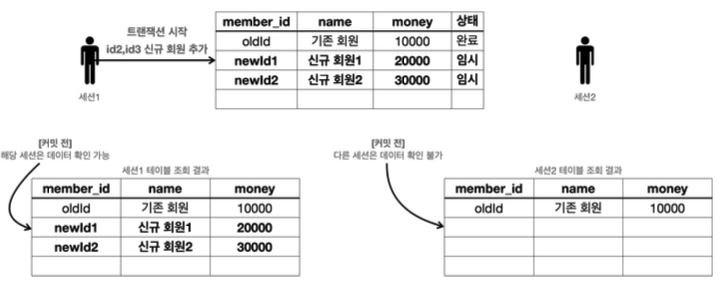 트랜잭션 시작
id2,id3 신규 회원 추가
세션1
member_id name money 상태
oldId 기존 회원 10000 완료
newId1 신규 회원1 20000 임시
newId2 신규 회원2 30000 임시
세션2
[커밋 전]
해당 세션은 데이터 확인 가능
세션1 테이블 조회 결과
member_id name money
oldId 기존 회원 10000
newId1 신규 회원1 20000
newId2 신규 회원2 30000
[커밋 전]
다른 세션은 데이터 확인 불가
세션2 테이블 조회 결과
member_id name money
oldId 기존 회원 10000